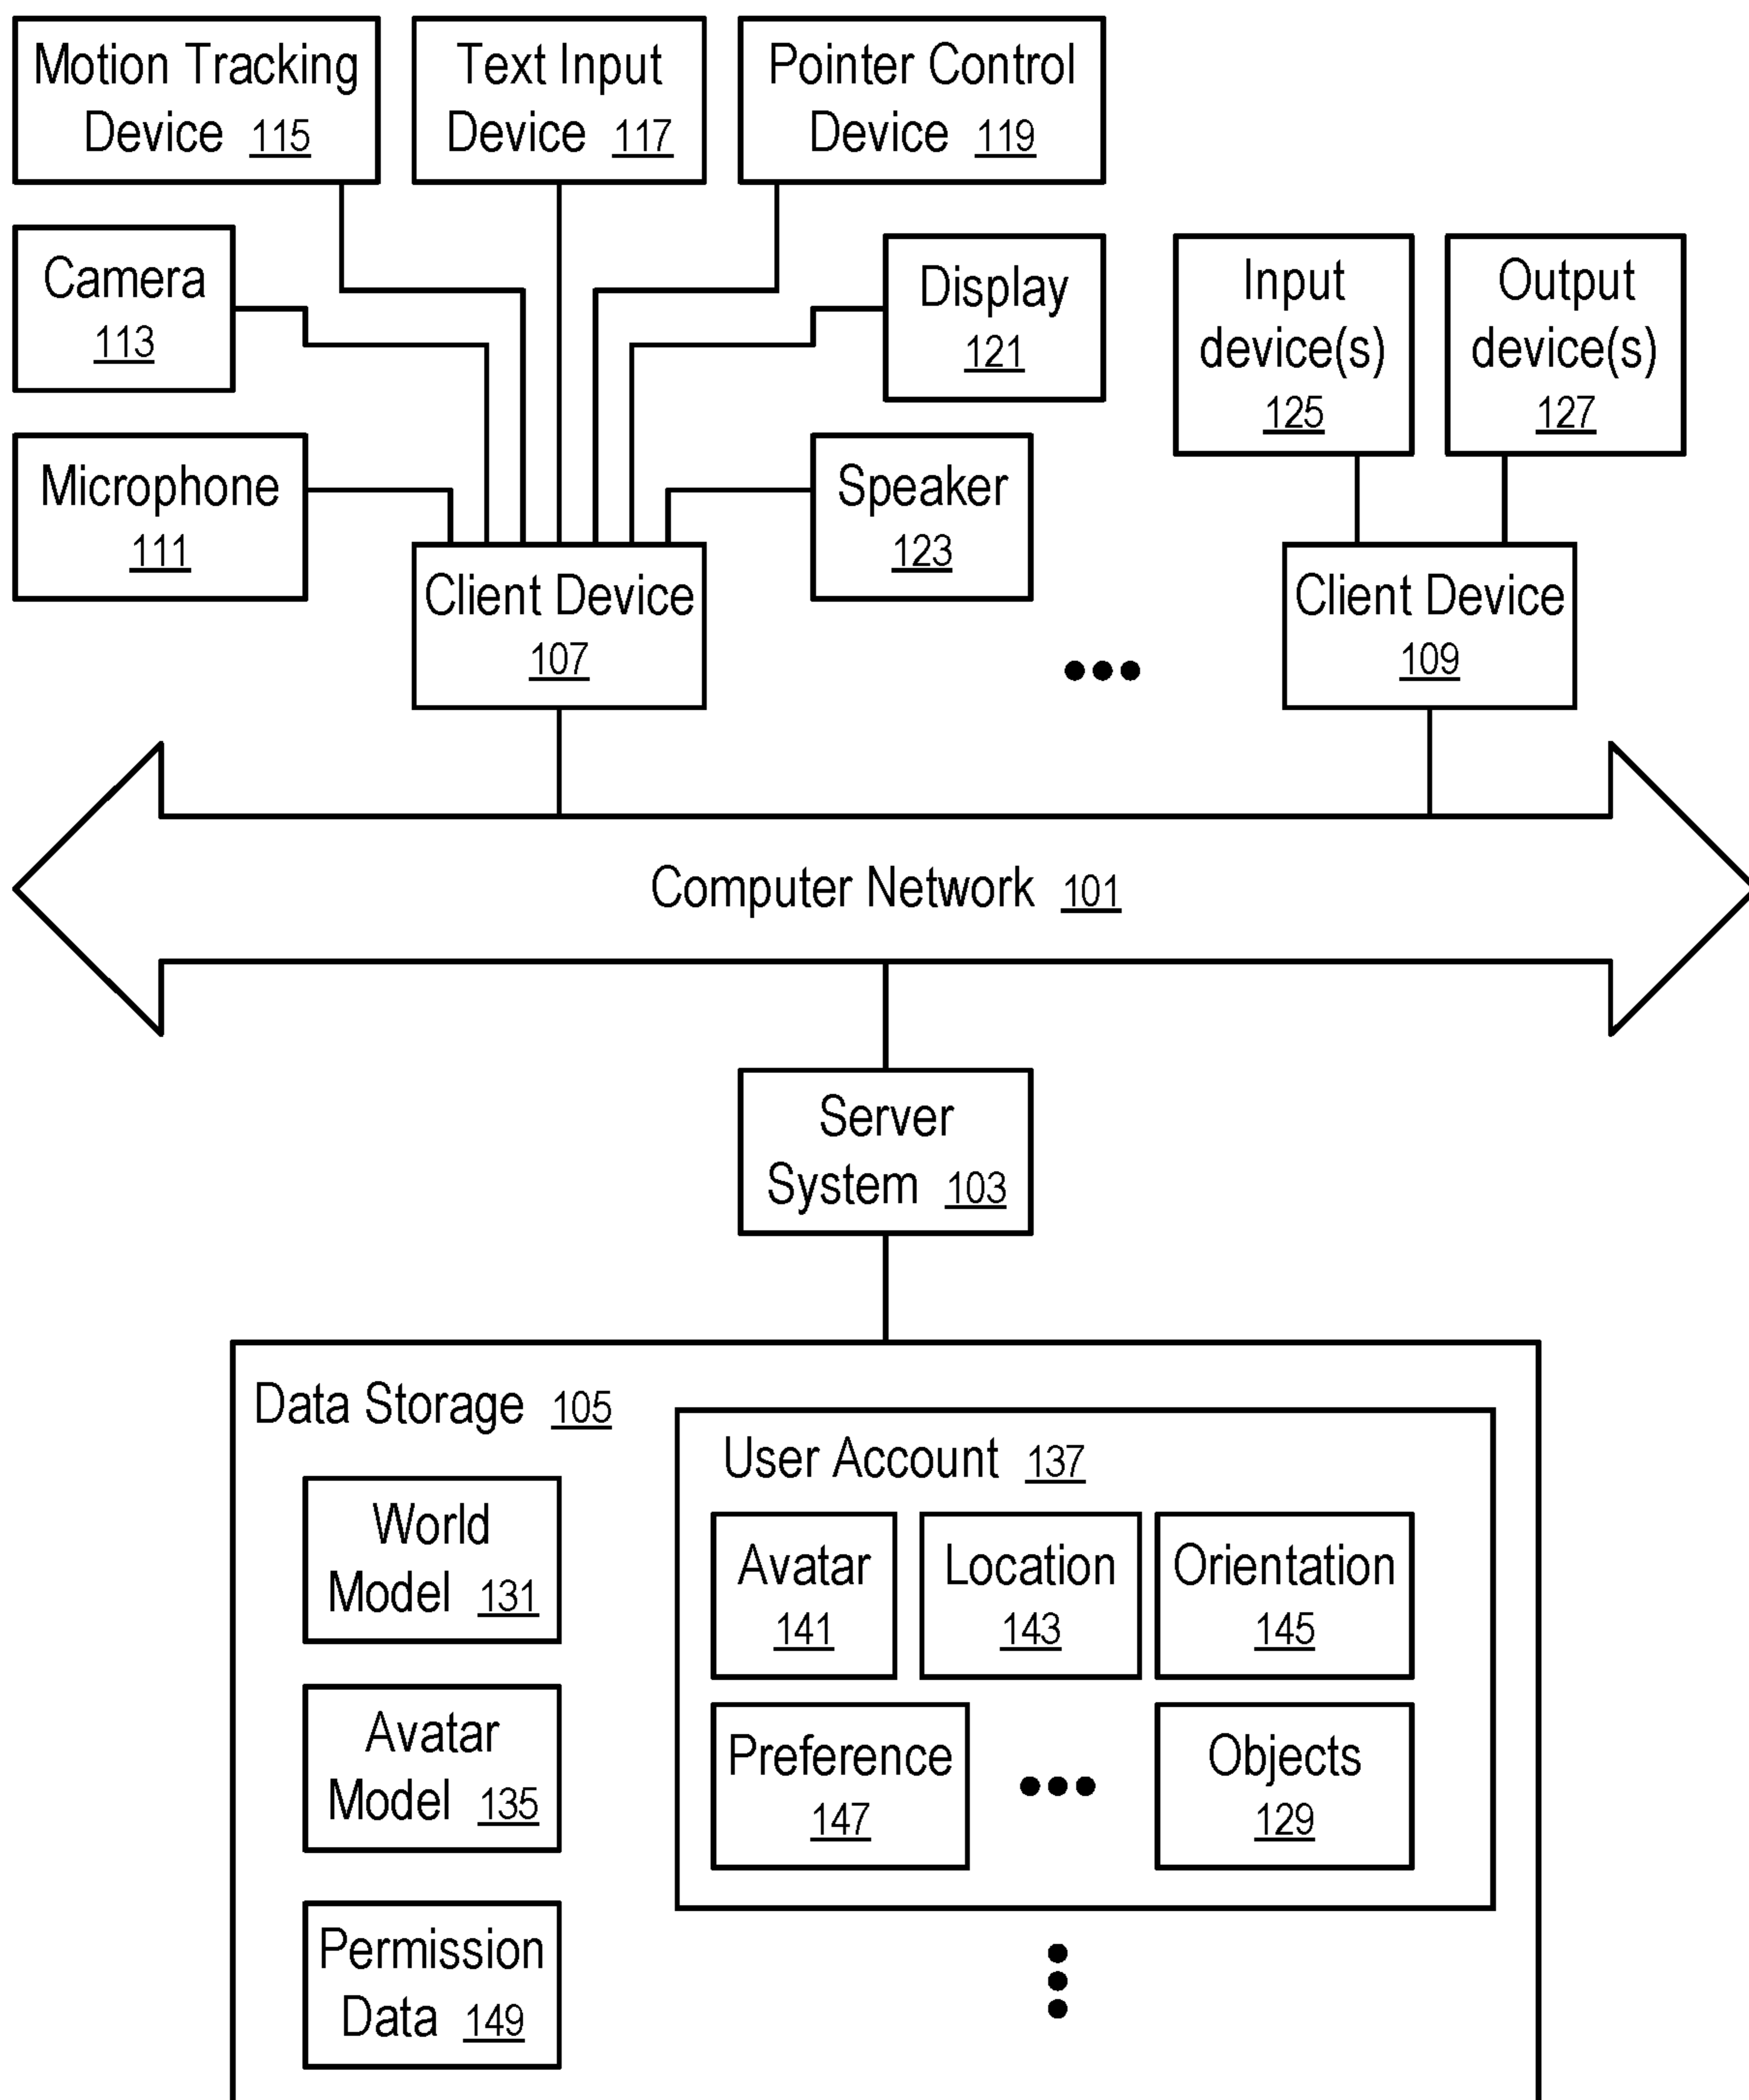 Motion Tracking
Device 115
Text Input
Device 117
Pointer Control
Device 119
Camera
113
Display
121
Input
device(s)
125
Output
device(s)
127
Microphone
111
Speaker
123
Client Device
107
Client Device
109
Computer Network 101
Server
System 103
Data Storage 105
User Account 137
World
Model 131
Avatar
141
Location
143
Orientation
145
Avatar
Model 135
Preference
147
Objects
129
Permission
Data 149